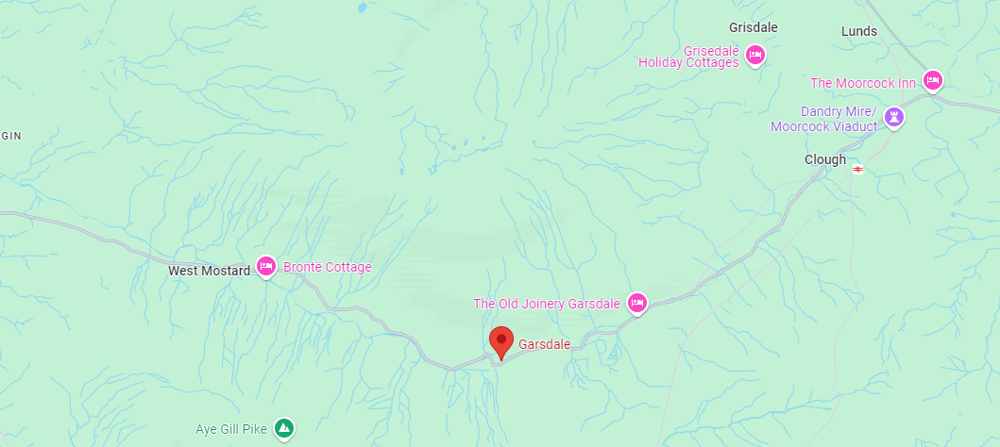 Grisdale
Lunds
Grisedale
Holiday Cottages
The Moorcock Inn
Dandry Mire/
Moorcock Viaduct
GIN
Clough
West Mostard
Brontë Cottage
The Old Joinery Garsdale
Garsdale
Aye Gill Pike